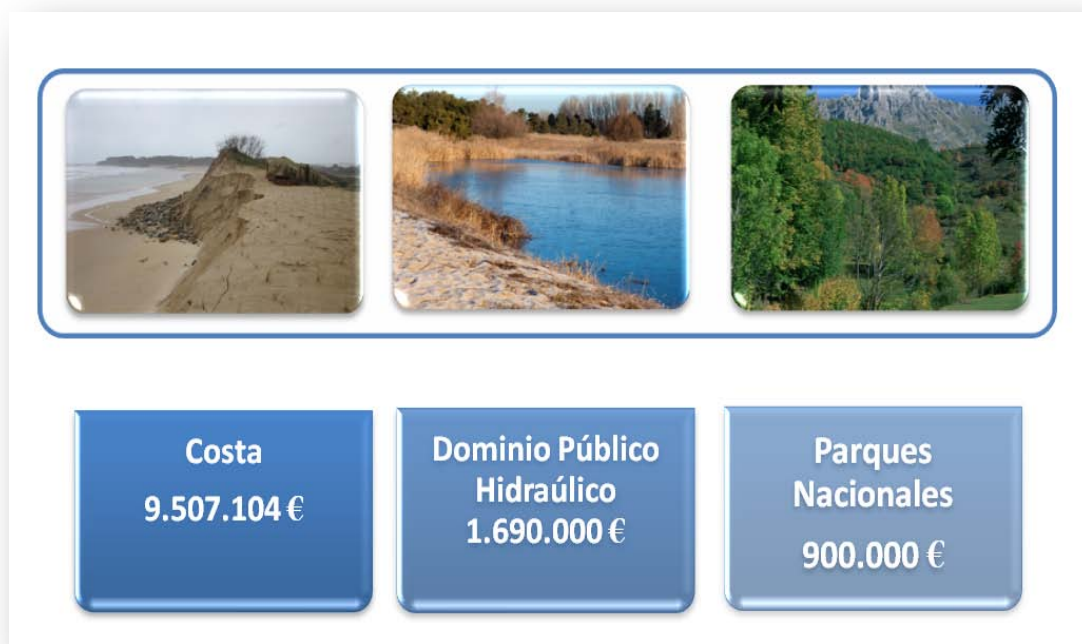 Costa
9.507.104 €
Dominio Público
Hidraúlico
1.690.000 €
Parques
Nacionales
900.000 €